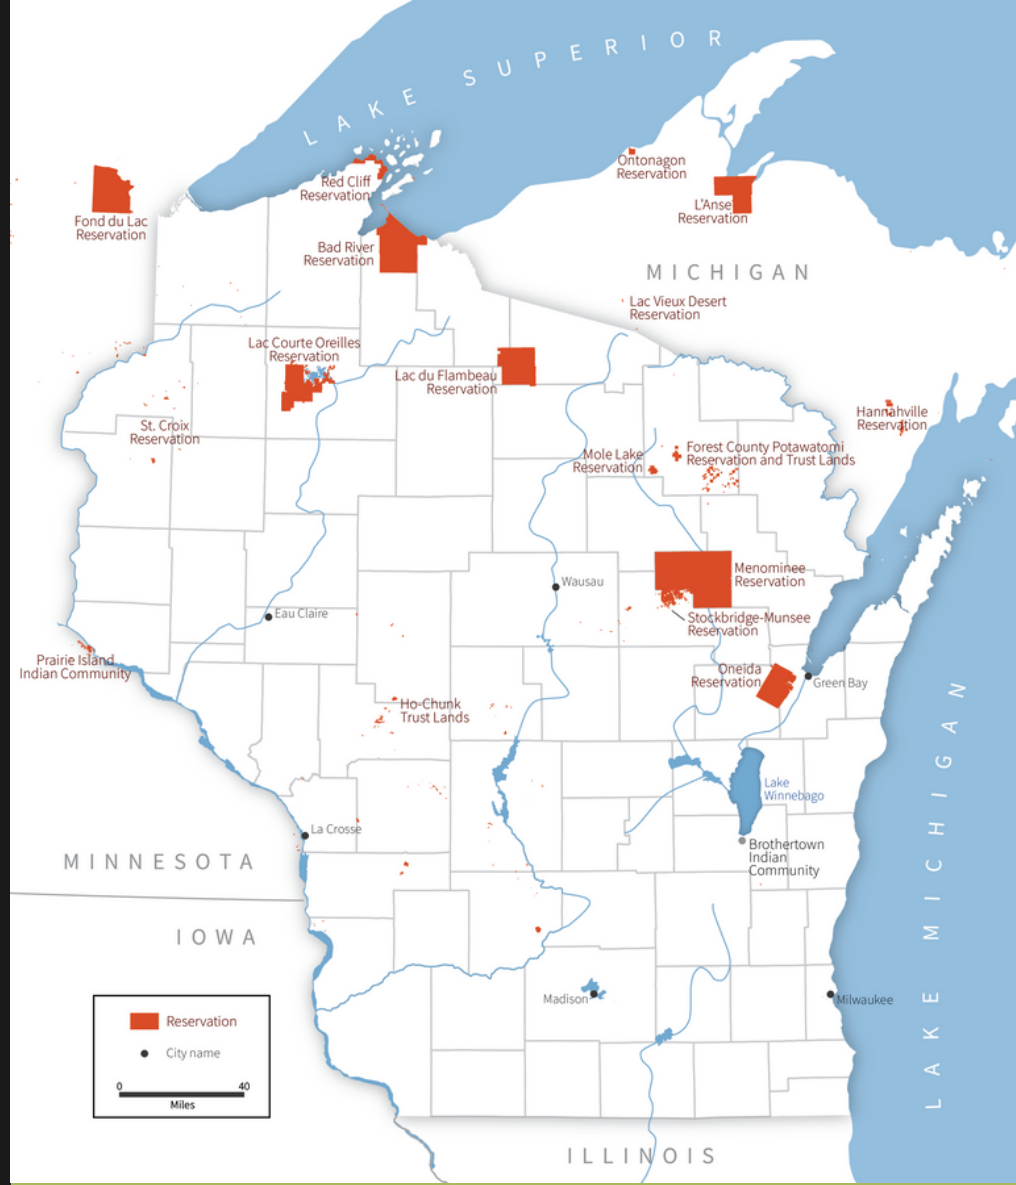 LAKE SUPERIOR
Ontonagon
Reservation
Red Cliff
Reservation
L'Anse
Reservation
Fond du Lac
Reservation
Bad River
Reservation
MICHIGAN
Lac Vieux Desert
Reservation
Lac Courte Oreilles
Reservation
Lac du Flambeau
Reservation
Hannahville
Reservation
St. Croix
Reservation
Forest County Potawatomi
Reservation and Trust Lands
Mole Lake
Reservation
Menominee
Reservation
Wausau
Eau Claire
Stockbridge-Munsee
Reservation
Prairie Island
Indian Community
Oneida
Reservation
Green Bay
Ho-Chunk
Trust Lands
LAKE MICHIGAN
Lake
Winnebago
La Crosse
Brothertown
Indian
Community
MINNESOTA
IOWA
Madison
Milwaukee
Reservation
City name
0 40
Miles
ILLINOIS